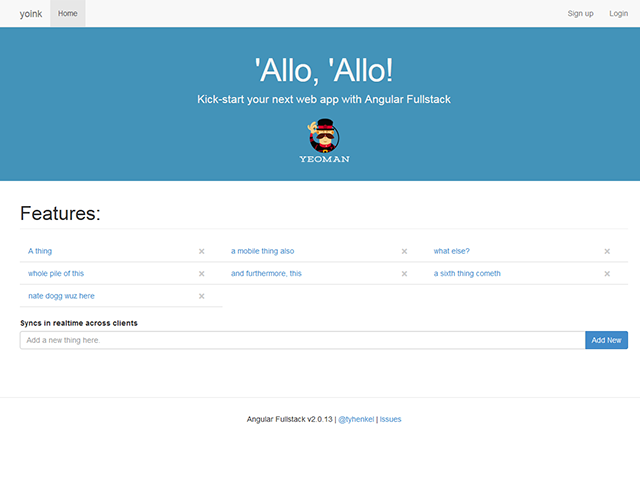 yoink Home Sign up Login
'Allo, 'Allo!
Kick-start your next web app with Angular Fullstack
YEOMAN
Features:
A thing × a mobile thing also × what else? ×
whole pile of this × and furthermore, this × a sixth thing cometh ×
nate dogg wuz here ×
Syncs in realtime across clients
Add a new thing here. Add New
Angular Fullstack v2.0.13 | @tyhenkel | Issues